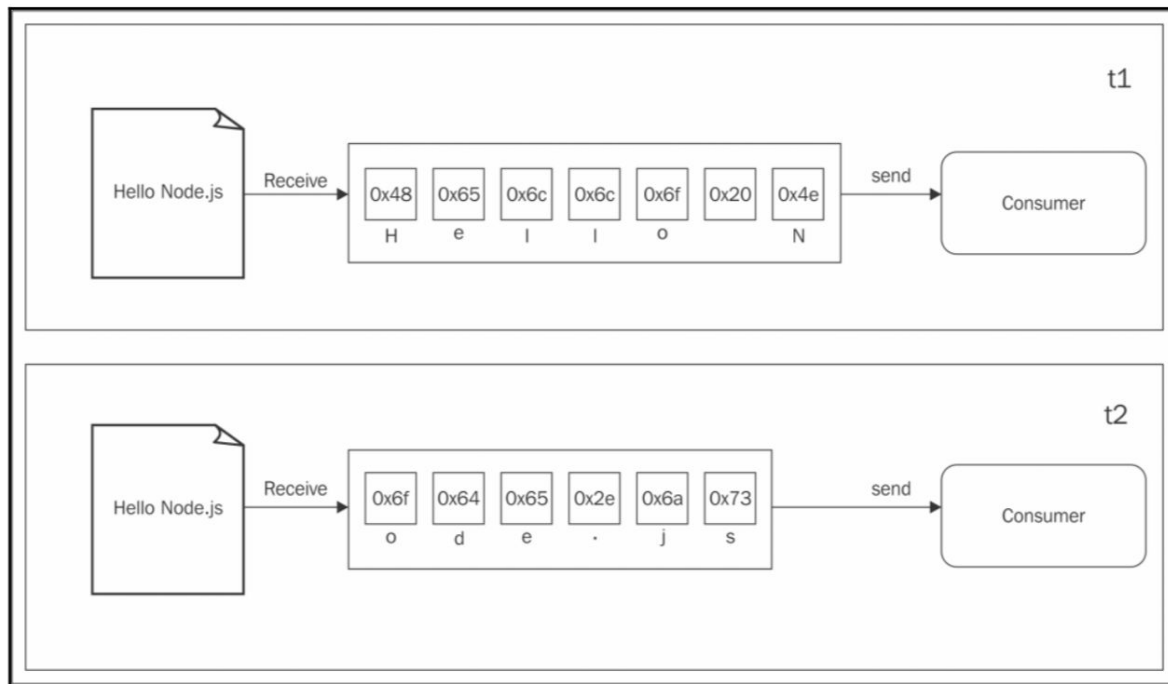 t1
Hello Node.js
Receive
0x48 0x65 0x6c 0x6c 0x6f 0x20 0x4e
H e l l o N
send
Consumer
t2
Hello Node.js
Receive
0x6f 0x64 0x65 0x2e 0x6a 0x73
o d e . j s
send
Consumer